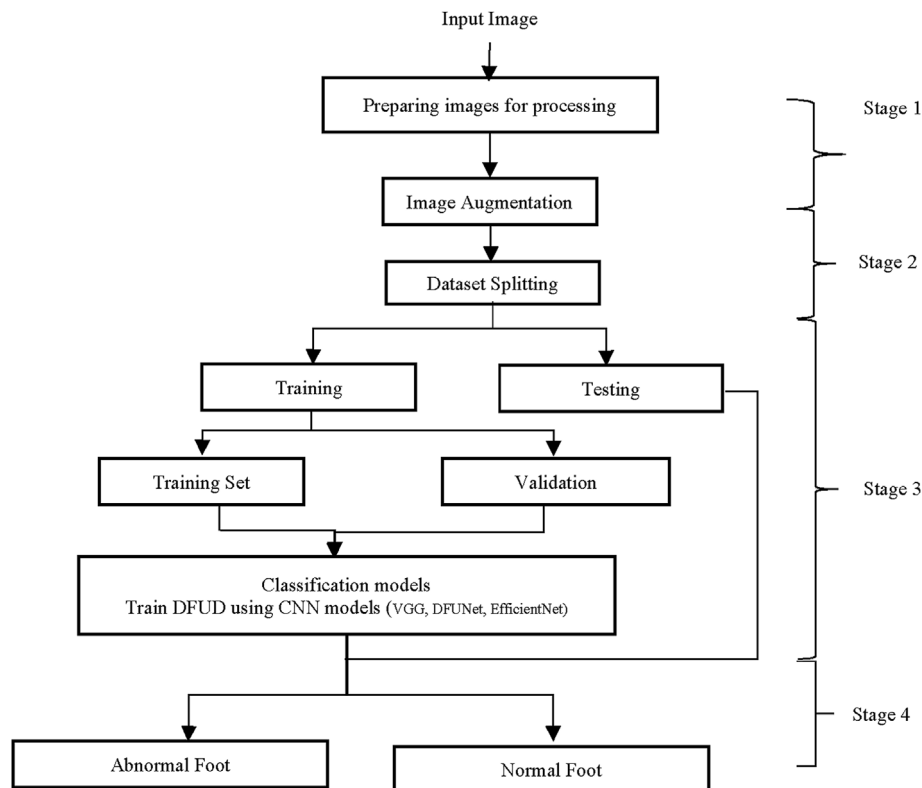 Input Image
Preparing images for processing
Stage 1
Image Augmentation
Dataset Splitting
Stage 2
Training
Testing
Training Set
Validation
Stage 3
Classification models
Train DFUD using CNN models (VGG, DFUNet, EfficientNet)
Stage 4
Abnormal Foot
Normal Foot